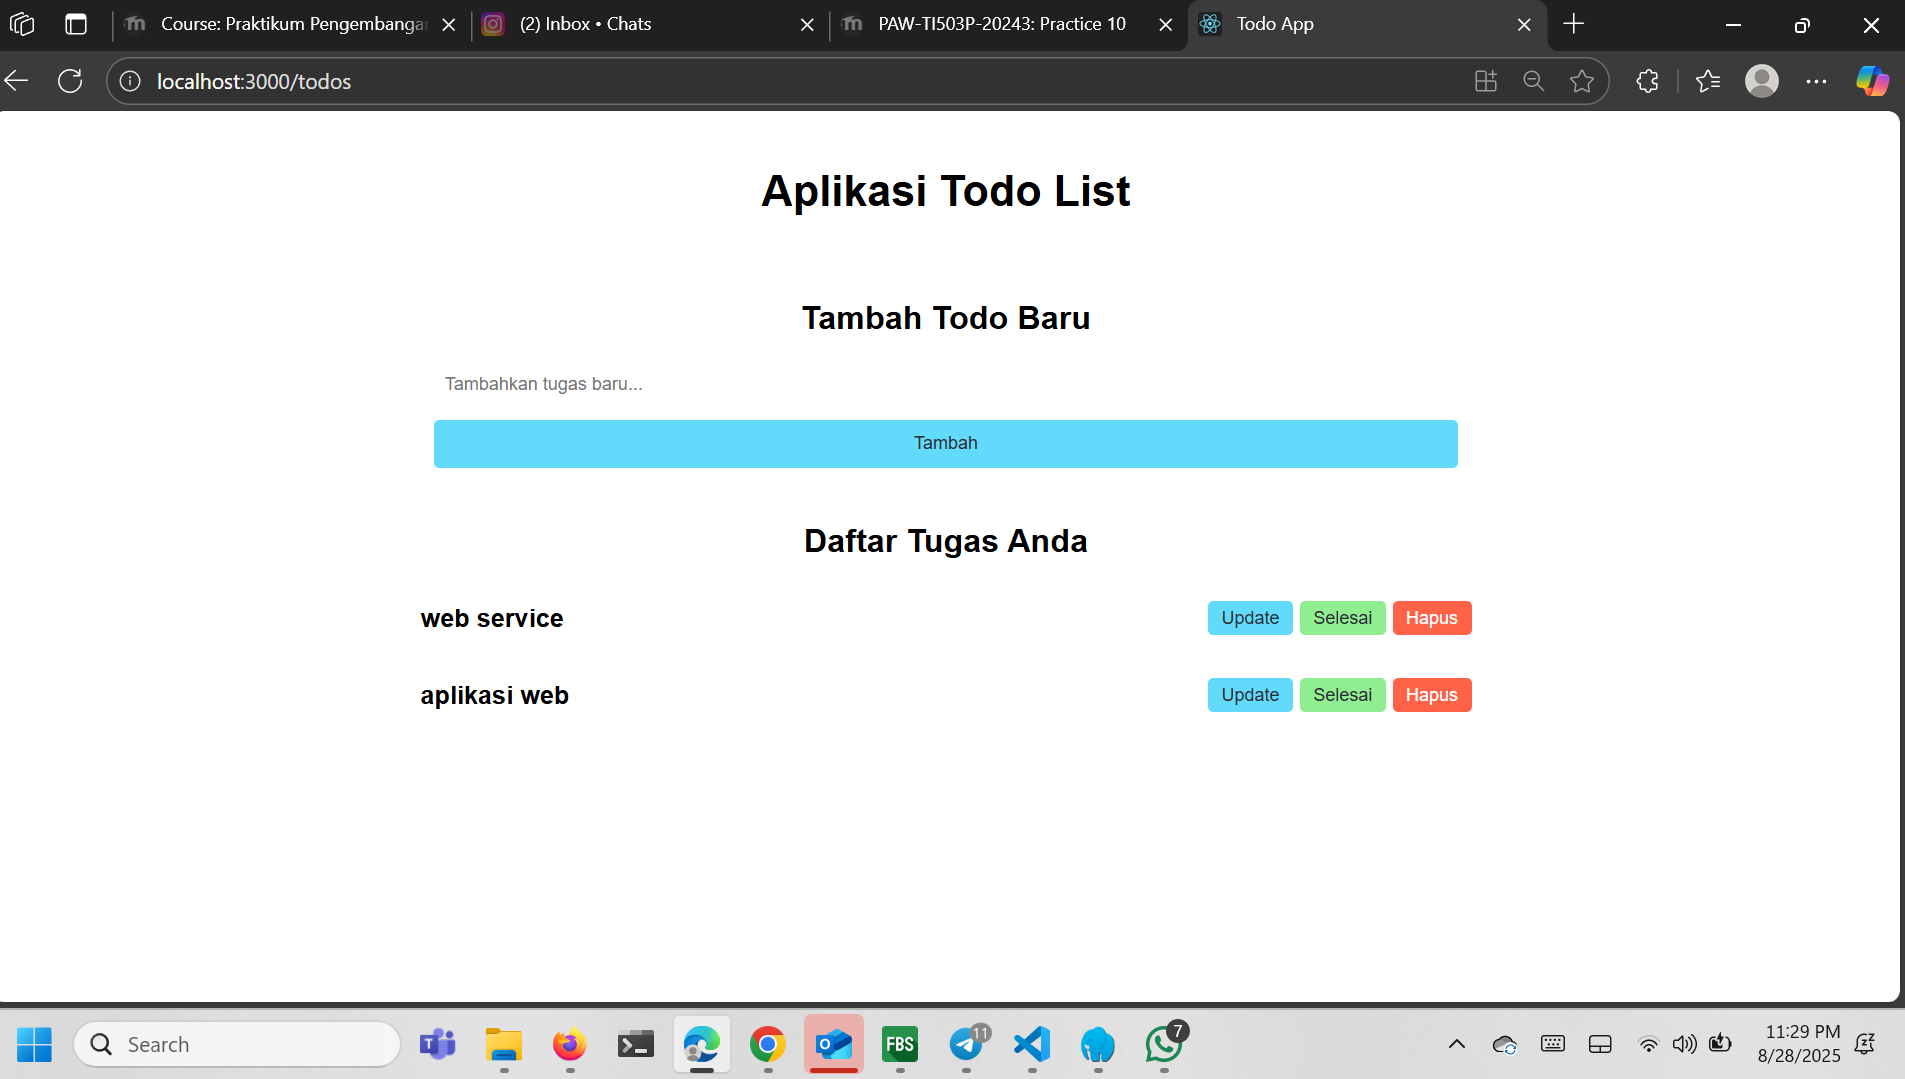 Course: Praktikum Pengembangan
(2) Inbox • Chats
PAW-TI503P-20243: Practice 10
Todo App
localhost:3000/todos
Aplikasi Todo List
Tambah Todo Baru
Tambahkan tugas baru...
Tambah
Daftar Tugas Anda
web service Update Selesai Hapus
aplikasi web Update Selesai Hapus
Search
FBS
11
7
11:29 PM
8/28/2025